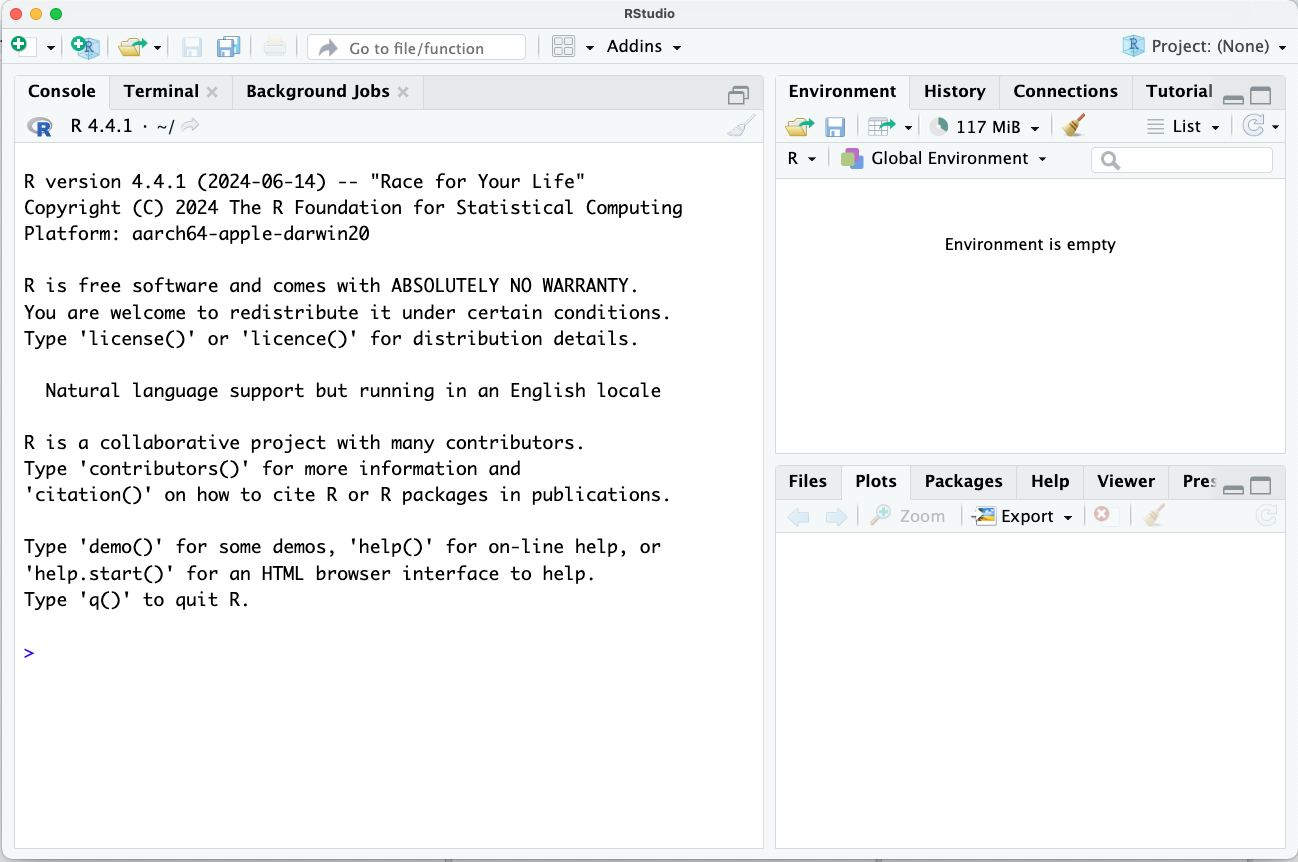 RStudio
Go to file/function
Addins
Project: (None)
Console Terminal Background Jobs
R 4.4.1 · ~/
R version 4.4.1 (2024-06-14) -- "Race for Your Life"
Copyright (C) 2024 The R Foundation for Statistical Computing
Platform: aarch64-apple-darwin20
R is free software and comes with ABSOLUTELY NO WARRANTY.
You are welcome to redistribute it under certain conditions.
Type 'license()' or 'licence()' for distribution details.
Natural language support but running in an English locale
R is a collaborative project with many contributors.
Type 'contributors()' for more information and
'citation()' on how to cite R or R packages in publications.
Type 'demo()' for some demos, 'help()' for on-line help, or
'help.start()' for an HTML browser interface to help.
Type 'q()' to quit R.
>
Environment History Connections Tutorial
117 MiB List
R Global Environment
Environment is empty
Files Plots Packages Help Viewer Pres
Zoom Export